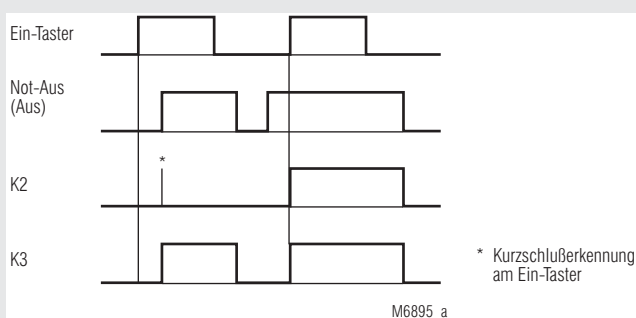 Ein-Taster
Not-Aus
(Aus)
*
K2
K3
* Kurzschlußerkennung
am Ein-Taster
M6895_a